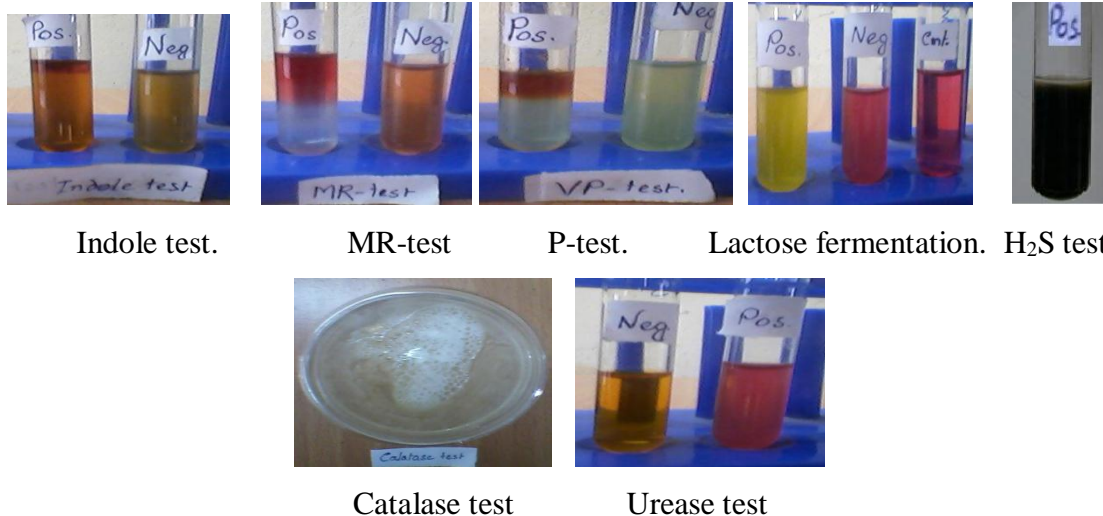 Pos.
Neg
Indole test
Pos
Neg.
MR-test
Pos.
Neg
VP-test.
Pos.
Neg
Cnt.
Pos
Indole test.
MR-test
P-test.
Lactose fermentation.
H₂S test
Catalase test
Neg
Pos.
Catalase test
Urease test